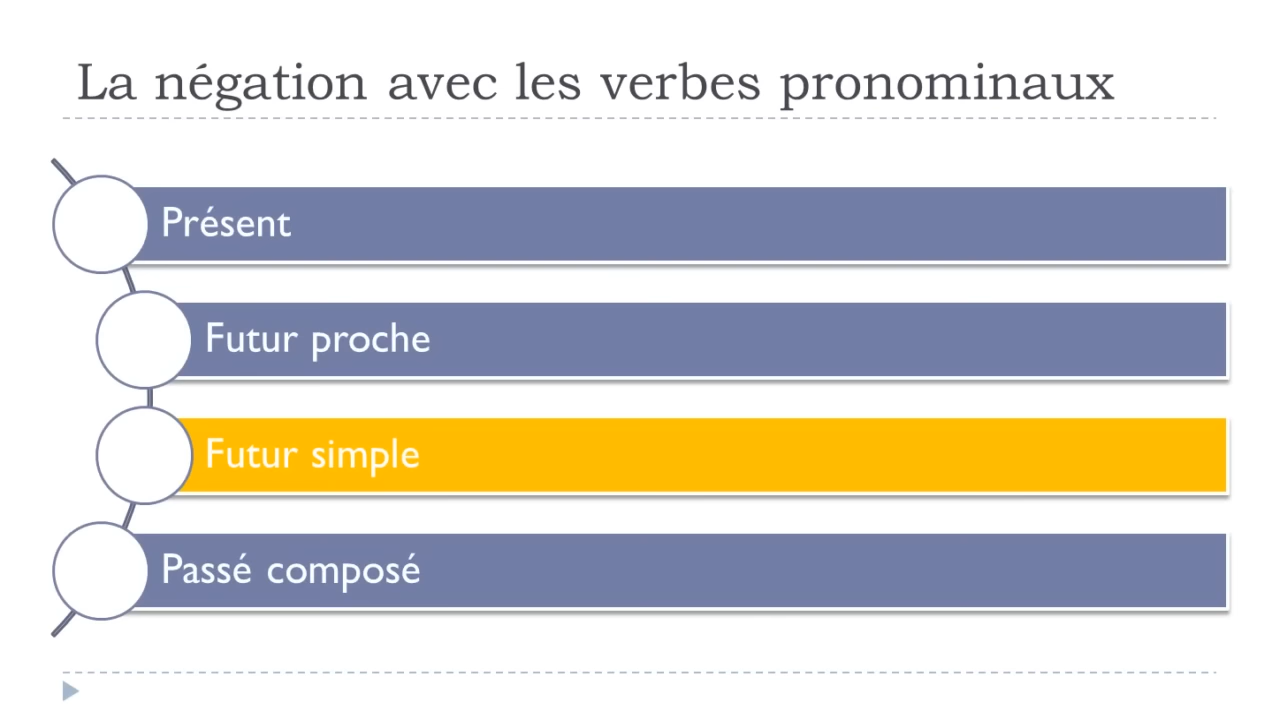 La négation avec les verbes pronominaux
Présent
Futur proche
Futur simple
Passé composé